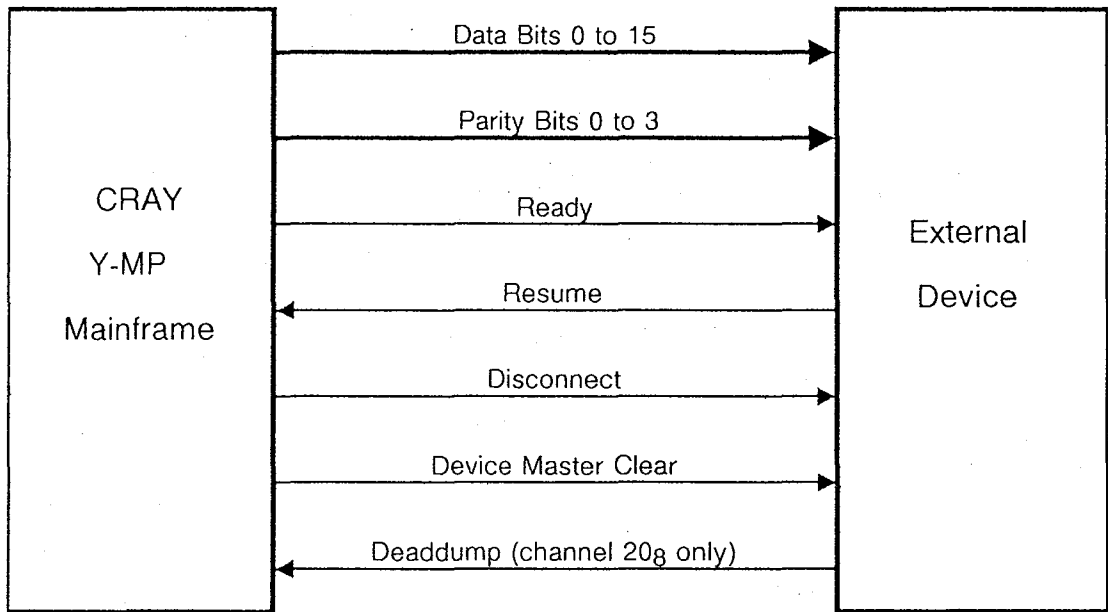 CRAY
Y-MP
Mainframe
Data Bits 0 to 15
Parity Bits 0 to 3
Ready
Resume
Disconnect
Device Master Clear
Deaddump (channel 20₈ only)
External
Device